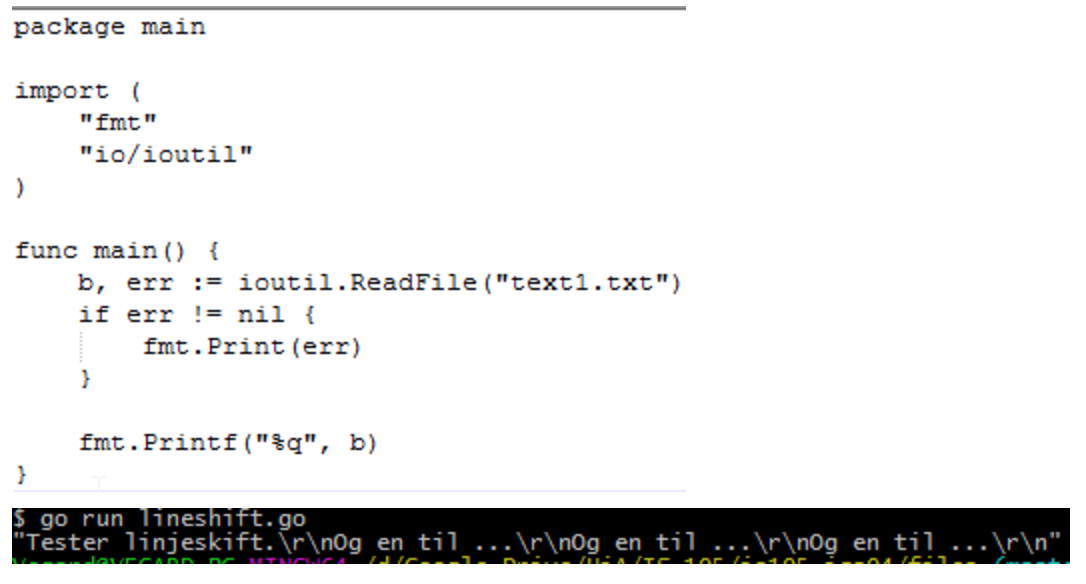 package main
import (
"fmt"
"io/ioutil"
)
func main() {
b, err := ioutil.ReadFile("text1.txt")
if err != nil {
fmt.Print(err)
}
fmt.Printf("%q", b)
}
$ go run lineshift.go
"Tester linjeskift.\r\nOg en til ...\r\nOg en til ...\r\nOg en til ...\r\n"